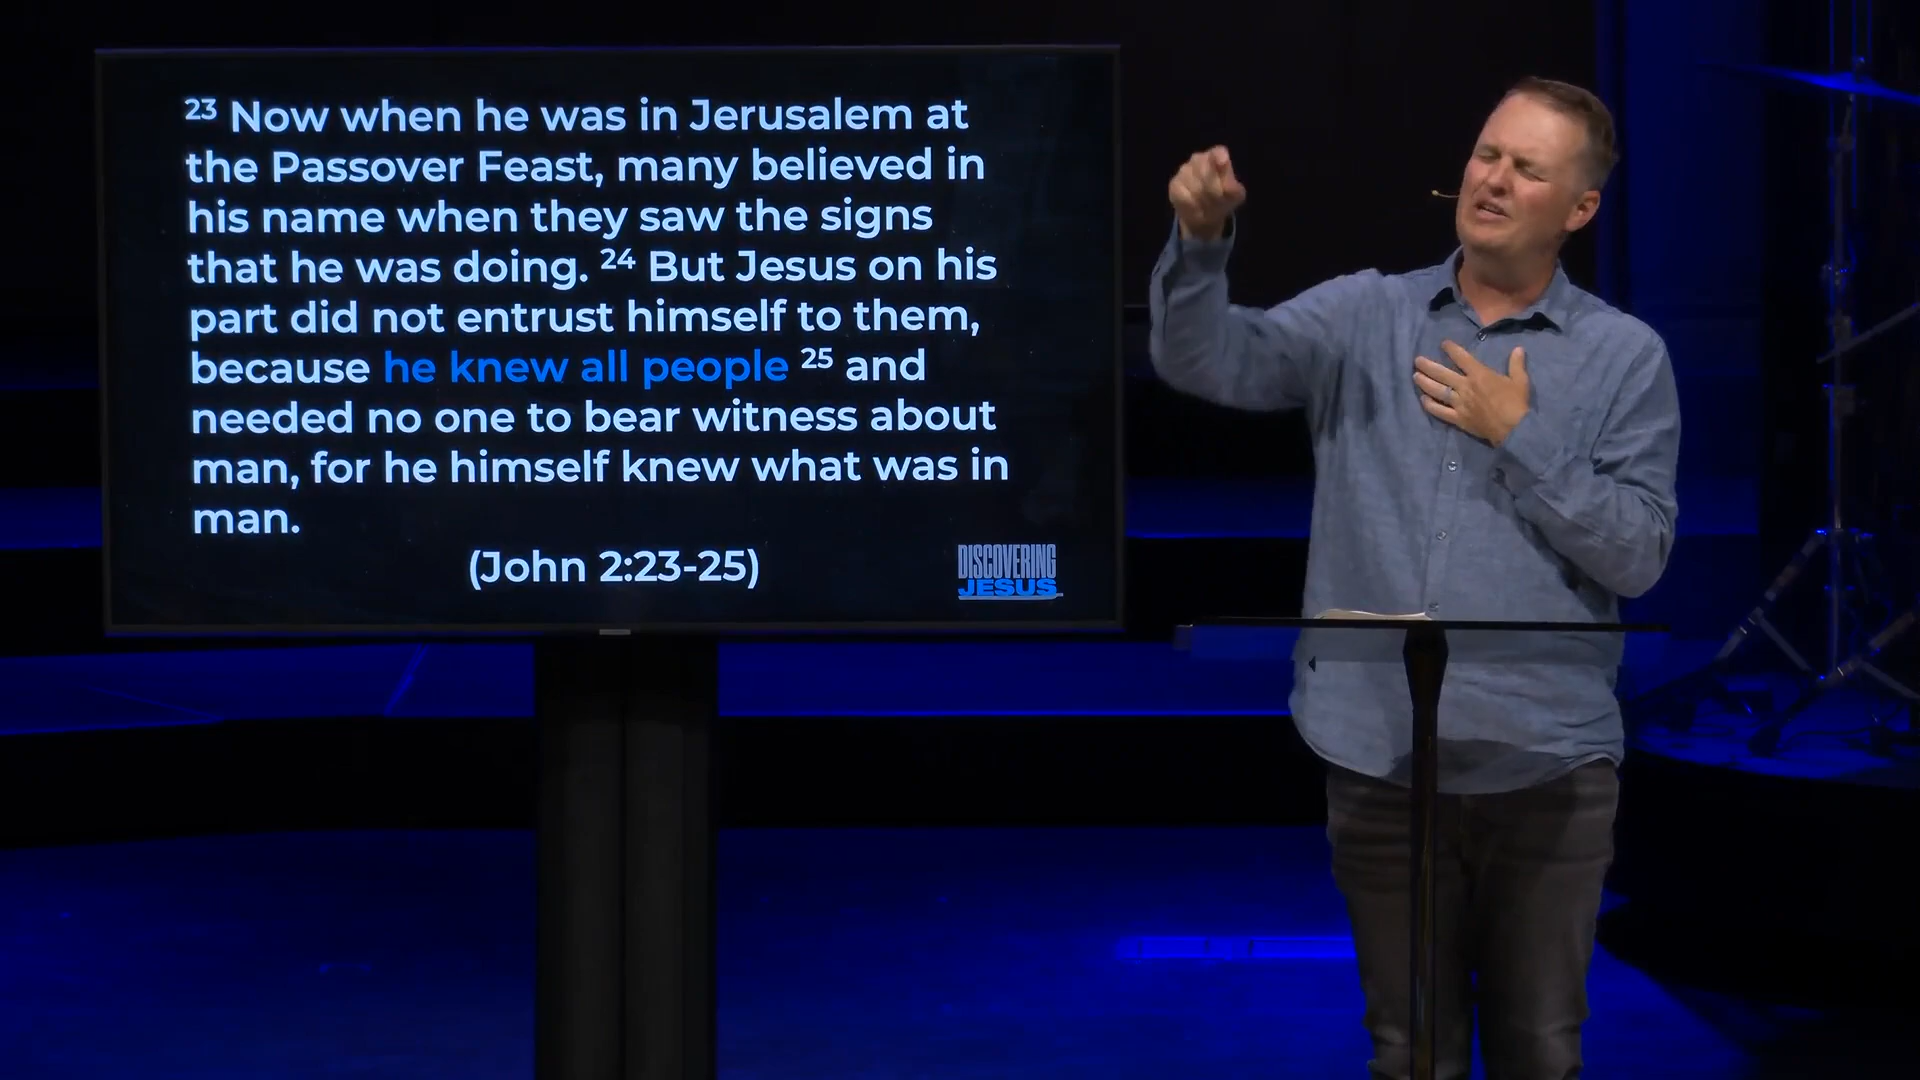 ²³ Now when he was in Jerusalem at
the Passover Feast, many believed in
his name when they saw the signs
that he was doing. ²⁴ But Jesus on his
part did not entrust himself to them,
because he knew all people ²⁵ and
needed no one to bear witness about
man, for he himself knew what was in
man.
(John 2:23-25)
DISCOVERING
JESUS